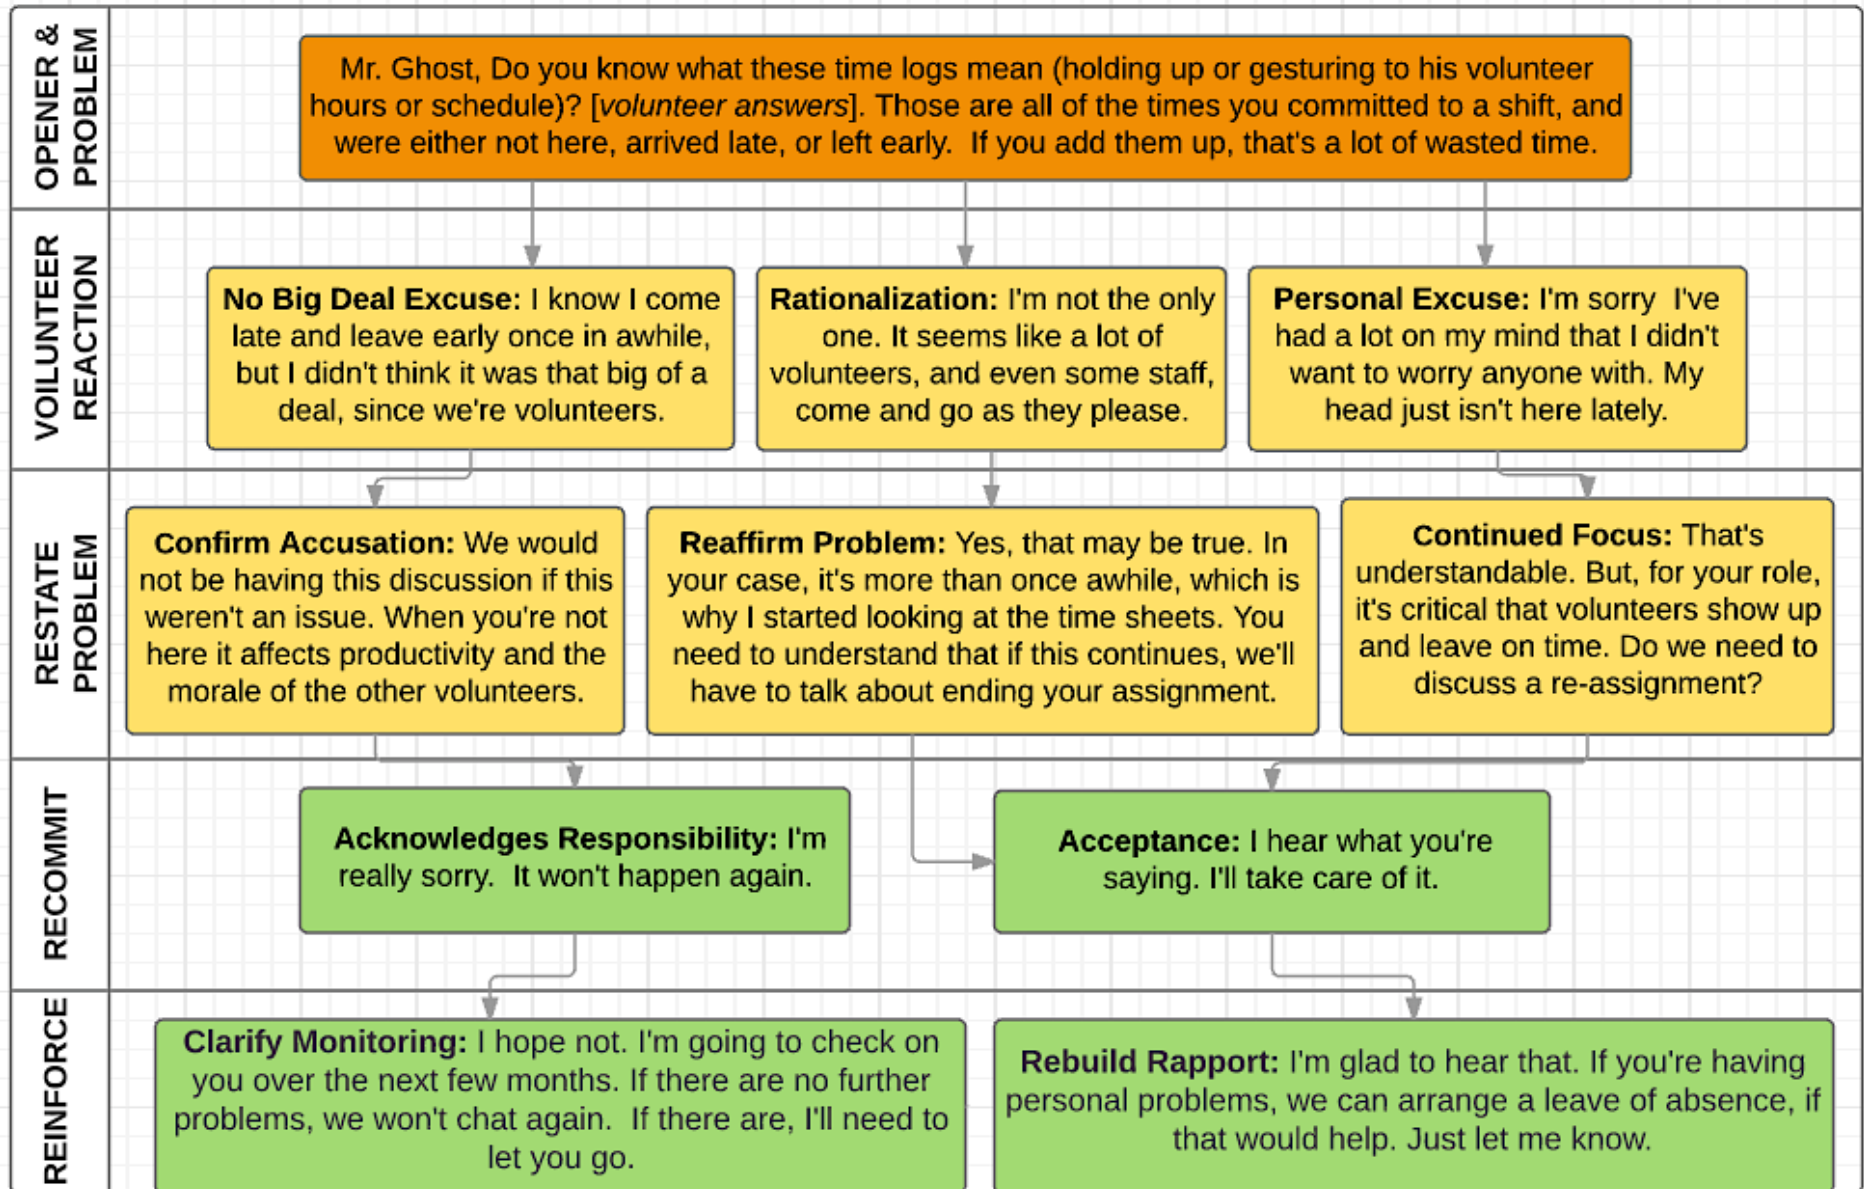 OPENER &
PROBLEM
Mr. Ghost, Do you know what these time logs mean (holding up or gesturing to his volunteer
hours or schedule)? [volunteer answers]. Those are all of the times you committed to a shift, and
were either not here, arrived late, or left early.  If you add them up, that's a lot of wasted time.
VOILUNTEER
REACTION
No Big Deal Excuse: I know I come
late and leave early once in awhile,
but I didn't think it was that big of a
deal, since we're volunteers.
Rationalization: I'm not the only
one. It seems like a lot of
volunteers, and even some staff,
come and go as they please.
Personal Excuse: I'm sorry  I've
had a lot on my mind that I didn't
want to worry anyone with. My
head just isn't here lately.
RESTATE
PROBLEM
Confirm Accusation: We would
not be having this discussion if this
weren't an issue. When you're not
here it affects productivity and the
morale of the other volunteers.
Reaffirm Problem: Yes, that may be true. In
your case, it's more than once awhile, which is
why I started looking at the time sheets. You
need to understand that if this continues, we'll
have to talk about ending your assignment.
Continued Focus: That's
understandable. But, for your role,
it's critical that volunteers show up
and leave on time. Do we need to
discuss a re-assignment?
RECOMMIT
Acknowledges Responsibility: I'm
really sorry.  It won't happen again.
Acceptance: I hear what you're
saying. I'll take care of it.
REINFORCE
Clarify Monitoring: I hope not. I'm going to check on
you over the next few months. If there are no further
problems, we won't chat again.  If there are, I'll need to
let you go.
Rebuild Rapport: I'm glad to hear that. If you're having
personal problems, we can arrange a leave of absence, if
that would help. Just let me know.